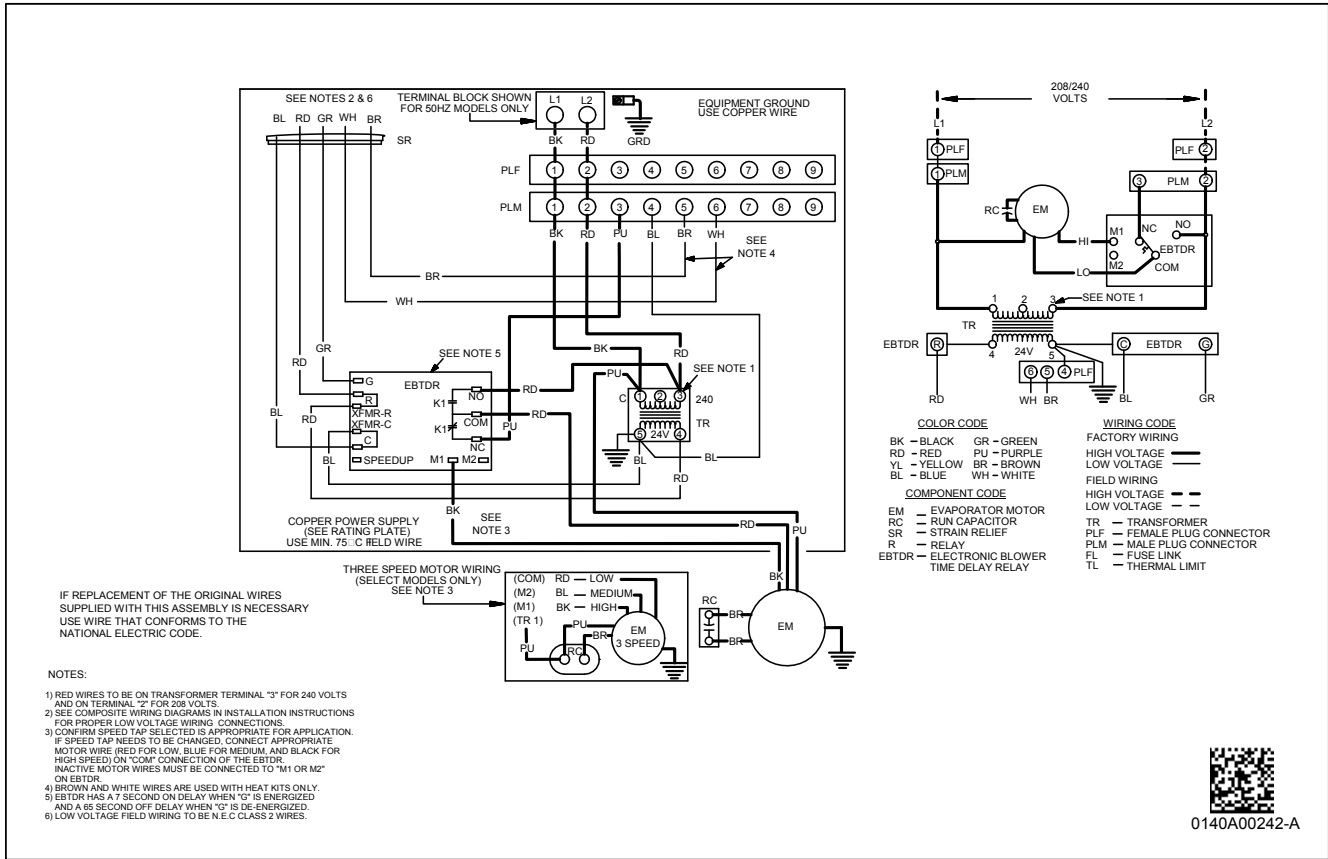 SEE NOTES 2 & 6
BL RD GR WH BR
SR
TERMINAL BLOCK SHOWN
FOR 50HZ MODELS ONLY
L1 L2
GRD
EQUIPMENT GROUND
USE COPPER WIRE
BK RD
PLF 1 2 3 4 5 6 7 8 9
PLM 1 2 3 4 5 6 7 8 9
BK RD PU BL BR WH
SEE
NOTE 4
BR
WH
GR
RD
BL
RD
BL
SEE NOTE 5
EBTDR
G
R
XFMR-R
XFMR-C
C
SPEEDUP
K1
K1
NO
COM
NC
M1 M2
RD
RD
PU
BK
PU
RD
SEE NOTE 1
C 1 2 3 240
TR
5 24V 4
BL
RD
BL
BK
SEE
NOTE 3
RD
PU
COPPER POWER SUPPLY
(SEE RATING PLATE)
USE MIN. 75□C FIELD WIRE
THREE SPEED MOTOR WIRING
(SELECT MODELS ONLY)
SEE NOTE 3
(COM) RD LOW
(M2) BL MEDIUM
(M1) BK HIGH
(TR 1)
PU
PU
BR
RC
EM
3 SPEED
BK
RC
BR
BR
EM
208/240
VOLTS
L1 L2
1 PLF
PLF 2
1 PLM
3 PLM 2
RC
EM
HI
LO
M1
M2
NC
NO
EBTDR
COM
1 2 3
SEE NOTE 1
TR
4 24V 5
EBTDR R
C EBTDR G
6 5 4 PLF
RD
WH BR
BL
GR
COLOR CODE
BK – BLACK GR – GREEN
RD – RED PU – PURPLE
YL – YELLOW BR – BROWN
BL – BLUE WH – WHITE
COMPONENT CODE
EM — EVAPORATOR MOTOR
RC — RUN CAPACITOR
SR — STRAIN RELIEF
R — RELAY
EBTDR — ELECTRONIC BLOWER
TIME DELAY RELAY
WIRING CODE
FACTORY WIRING
HIGH VOLTAGE
LOW VOLTAGE
FIELD WIRING
HIGH VOLTAGE
LOW VOLTAGE
TR — TRANSFORMER
PLF — FEMALE PLUG CONNECTOR
PLM — MALE PLUG CONNECTOR
FL — FUSE LINK
TL — THERMAL LIMIT
IF REPLACEMENT OF THE ORIGINAL WIRES
SUPPLIED WITH THIS ASSEMBLY IS NECESSARY
USE WIRE THAT CONFORMS TO THE
NATIONAL ELECTRIC CODE.
NOTES:
1) RED WIRES TO BE ON TRANSFORMER TERMINAL "3" FOR 240 VOLTS
AND ON TERMINAL "2" FOR 208 VOLTS.
2) SEE COMPOSITE WIRING DIAGRAMS IN INSTALLATION INSTRUCTIONS
FOR PROPER LOW VOLTAGE WIRING CONNECTIONS.
3) CONFIRM SPEED TAP SELECTED IS APPROPRIATE FOR APPLICATION.
IF SPEED TAP NEEDS TO BE CHANGED, CONNECT APPROPRIATE
MOTOR WIRE (RED FOR LOW, BLUE FOR MEDIUM, AND BLACK FOR
HIGH SPEED) ON "COM" CONNECTION OF THE EBTDR.
INACTIVE MOTOR WIRES MUST BE CONNECTED TO "M1 OR M2"
ON EBTDR.
4) BROWN AND WHITE WIRES ARE USED WITH HEAT KITS ONLY.
5) EBTDR HAS A 7 SECOND ON DELAY WHEN "G" IS ENERGIZED
AND A 65 SECOND OFF DELAY WHEN "G" IS DE-ENERGIZED.
6) LOW VOLTAGE FIELD WIRING TO BE N.E.C CLASS 2 WIRES.
0140A00242-A